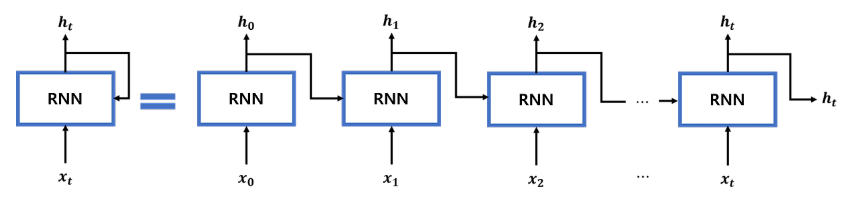 h_t h_0 h_1 h_2 h_t
RNN = RNN RNN RNN ... RNN
h_t
x_t x_0 x_1 x_2 ... x_t